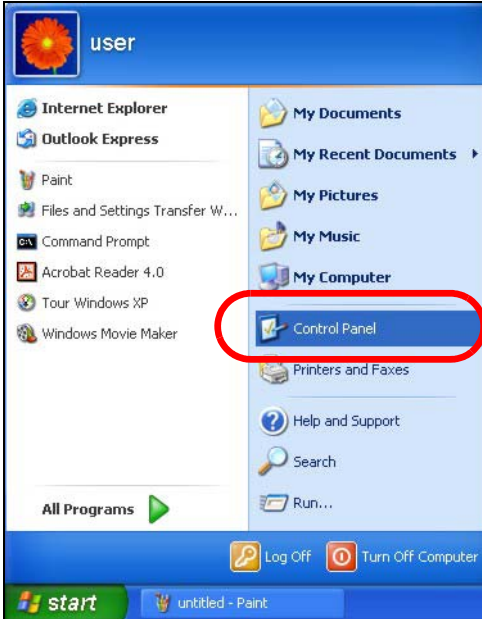 user
Internet Explorer
Outlook Express
Paint
Files and Settings Transfer W...
Command Prompt
Acrobat Reader 4.0
Tour Windows XP
Windows Movie Maker
All Programs
My Documents
My Recent Documents
My Pictures
My Music
My Computer
Control Panel
Printers and Faxes
Help and Support
Search
Run...
Log Off
Turn Off Computer
start
untitled - Paint